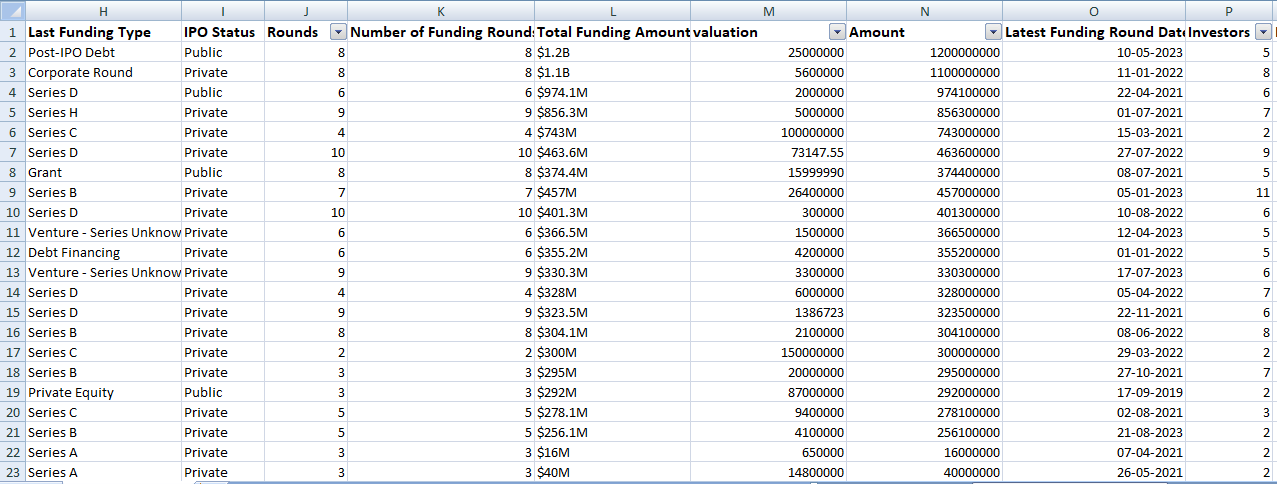 H I J K L M N O P
1 Last Funding Type IPO Status Rounds Number of Funding Round Total Funding Amount valuation Amount Latest Funding Round Dat Investors
2 Post-IPO Debt Public 8 8 $1.2B 25000000 1200000000 10-05-2023 5
3 Corporate Round Private 8 8 $1.1B 5600000 1100000000 11-01-2022 8
4 Series D Public 6 6 $974.1M 2000000 974100000 22-04-2021 6
5 Series H Private 9 9 $856.3M 5000000 856300000 01-07-2021 7
6 Series C Private 4 4 $743M 100000000 743000000 15-03-2021 2
7 Series D Private 10 10 $463.6M 73147.55 463600000 27-07-2022 9
8 Grant Public 8 8 $374.4M 15999990 374400000 08-07-2021 5
9 Series B Private 7 7 $457M 26400000 457000000 05-01-2023 11
10 Series D Private 10 10 $401.3M 300000 401300000 10-08-2022 6
11 Venture - Series Unknow Private 6 6 $366.5M 1500000 366500000 12-04-2023 5
12 Debt Financing Private 6 6 $355.2M 4200000 355200000 01-01-2022 5
13 Venture - Series Unknow Private 9 9 $330.3M 3300000 330300000 17-07-2023 6
14 Series D Private 4 4 $328M 6000000 328000000 05-04-2022 7
15 Series D Private 9 9 $323.5M 1386723 323500000 22-11-2021 6
16 Series B Private 8 8 $304.1M 2100000 304100000 08-06-2022 8
17 Series C Private 2 2 $300M 150000000 300000000 29-03-2022 2
18 Series B Private 3 3 $295M 20000000 295000000 27-10-2021 7
19 Private Equity Public 3 3 $292M 87000000 292000000 17-09-2019 2
20 Series C Private 5 5 $278.1M 9400000 278100000 02-08-2021 3
21 Series B Private 5 5 $256.1M 4100000 256100000 21-08-2023 2
22 Series A Private 3 3 $16M 650000 16000000 07-04-2021 2
23 Series A Private 3 3 $40M 14800000 40000000 26-05-2021 2